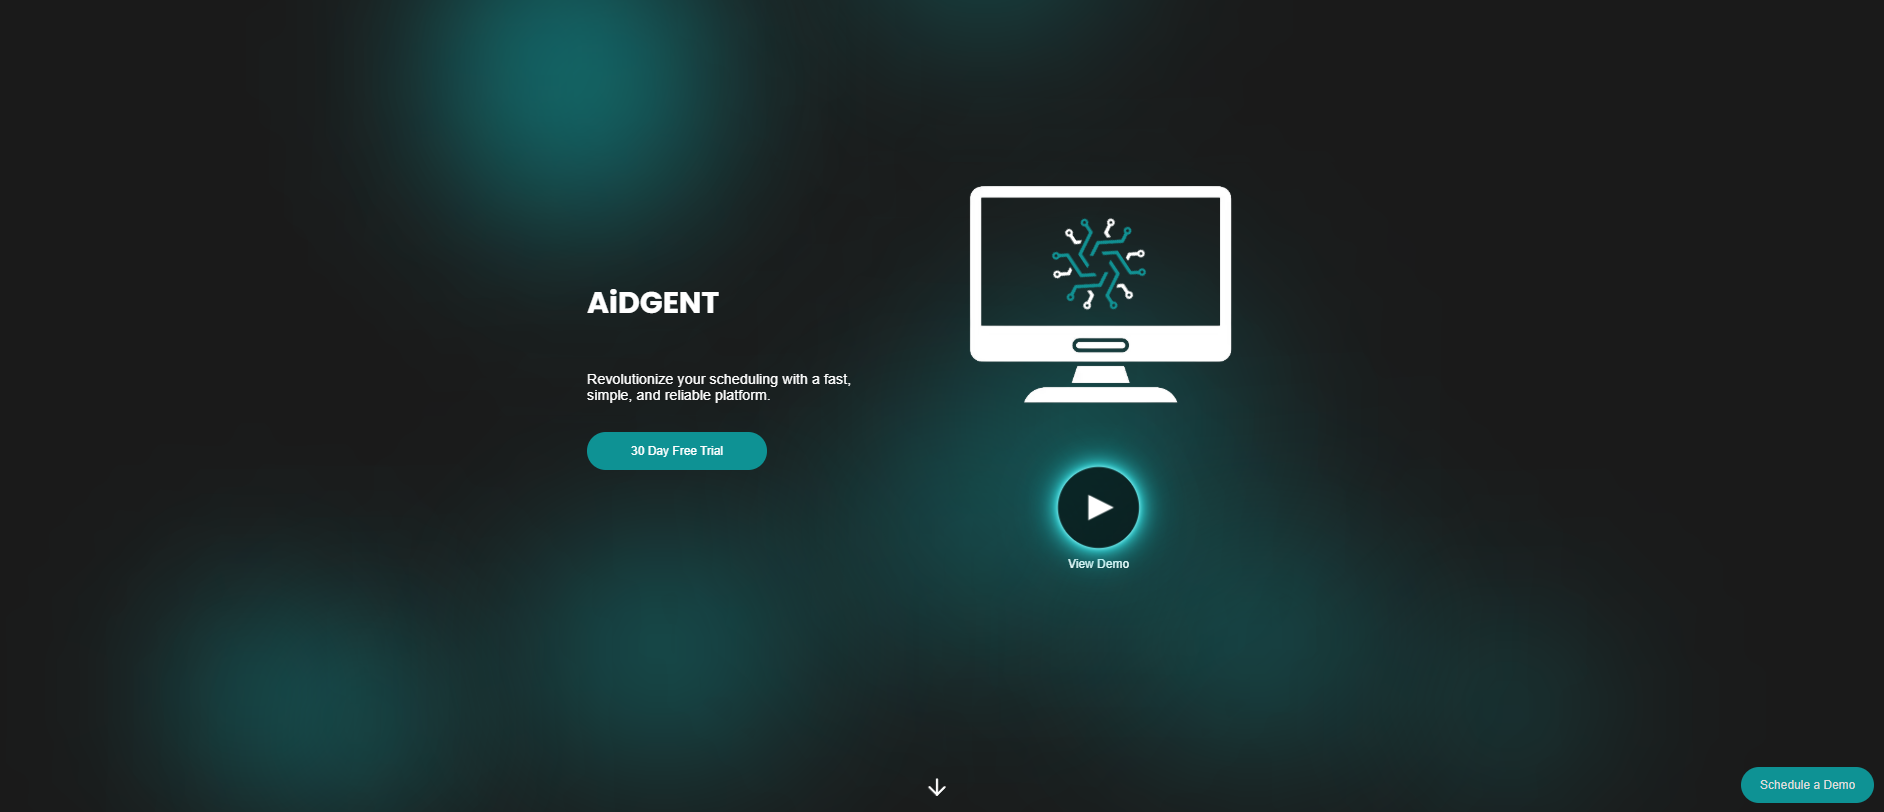 AiDGENT
Revolutionize your scheduling with a fast,
simple, and reliable platform.
30 Day Free Trial
View Demo
Schedule a Demo